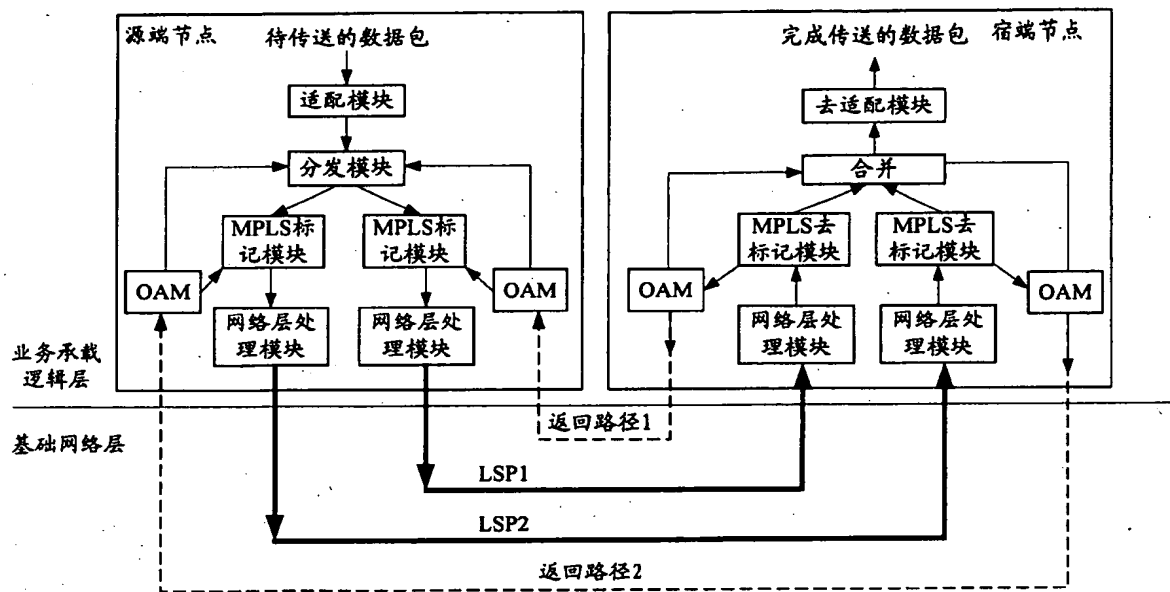 源端节点
待传送的数据包
适配模块
分发模块
MPLS标
记模块
MPLS标
记模块
OAM
OAM
网络层处
理模块
网络层处
理模块
完成传送的数据包
宿端节点
去适配模块
合并
MPLS去
标记模块
MPLS去
标记模块
OAM
OAM
网络层处
理模块
网络层处
理模块
业务承载
逻辑层
基础网络层
返回路径1
LSP1
LSP2
返回路径2